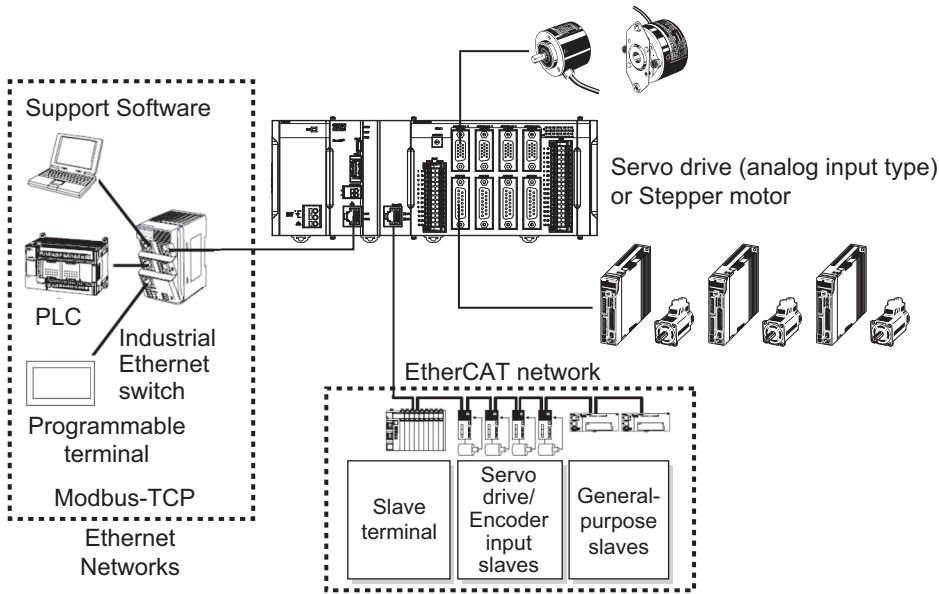 Support Software
PLC
Industrial
Ethernet
switch
Programmable
terminal
Modbus-TCP
Ethernet
Networks
Servo drive (analog input type)
or Stepper motor
EtherCAT network
Slave
terminal
Servo
drive/
Encoder
input
slaves
General-
purpose
slaves